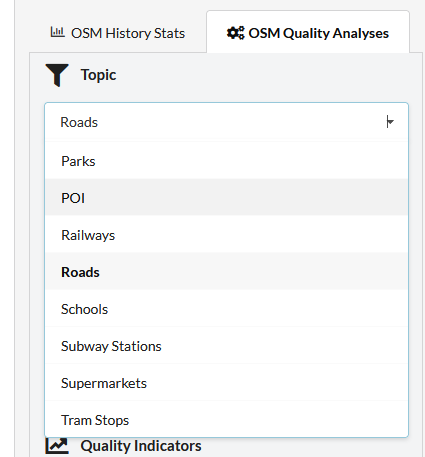 OSM History Stats
OSM Quality Analyses
Topic
Roads
Parks
POI
Railways
Roads
Schools
Subway Stations
Supermarkets
Tram Stops
Quality Indicators